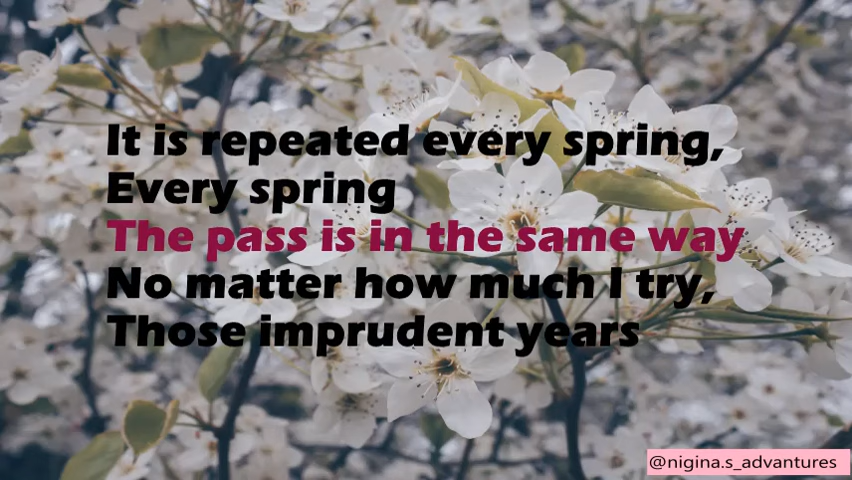 It is repeated every spring,
Every spring
The pass is in the same way
No matter how much I try,
Those imprudent years
@nigina.s_advantures